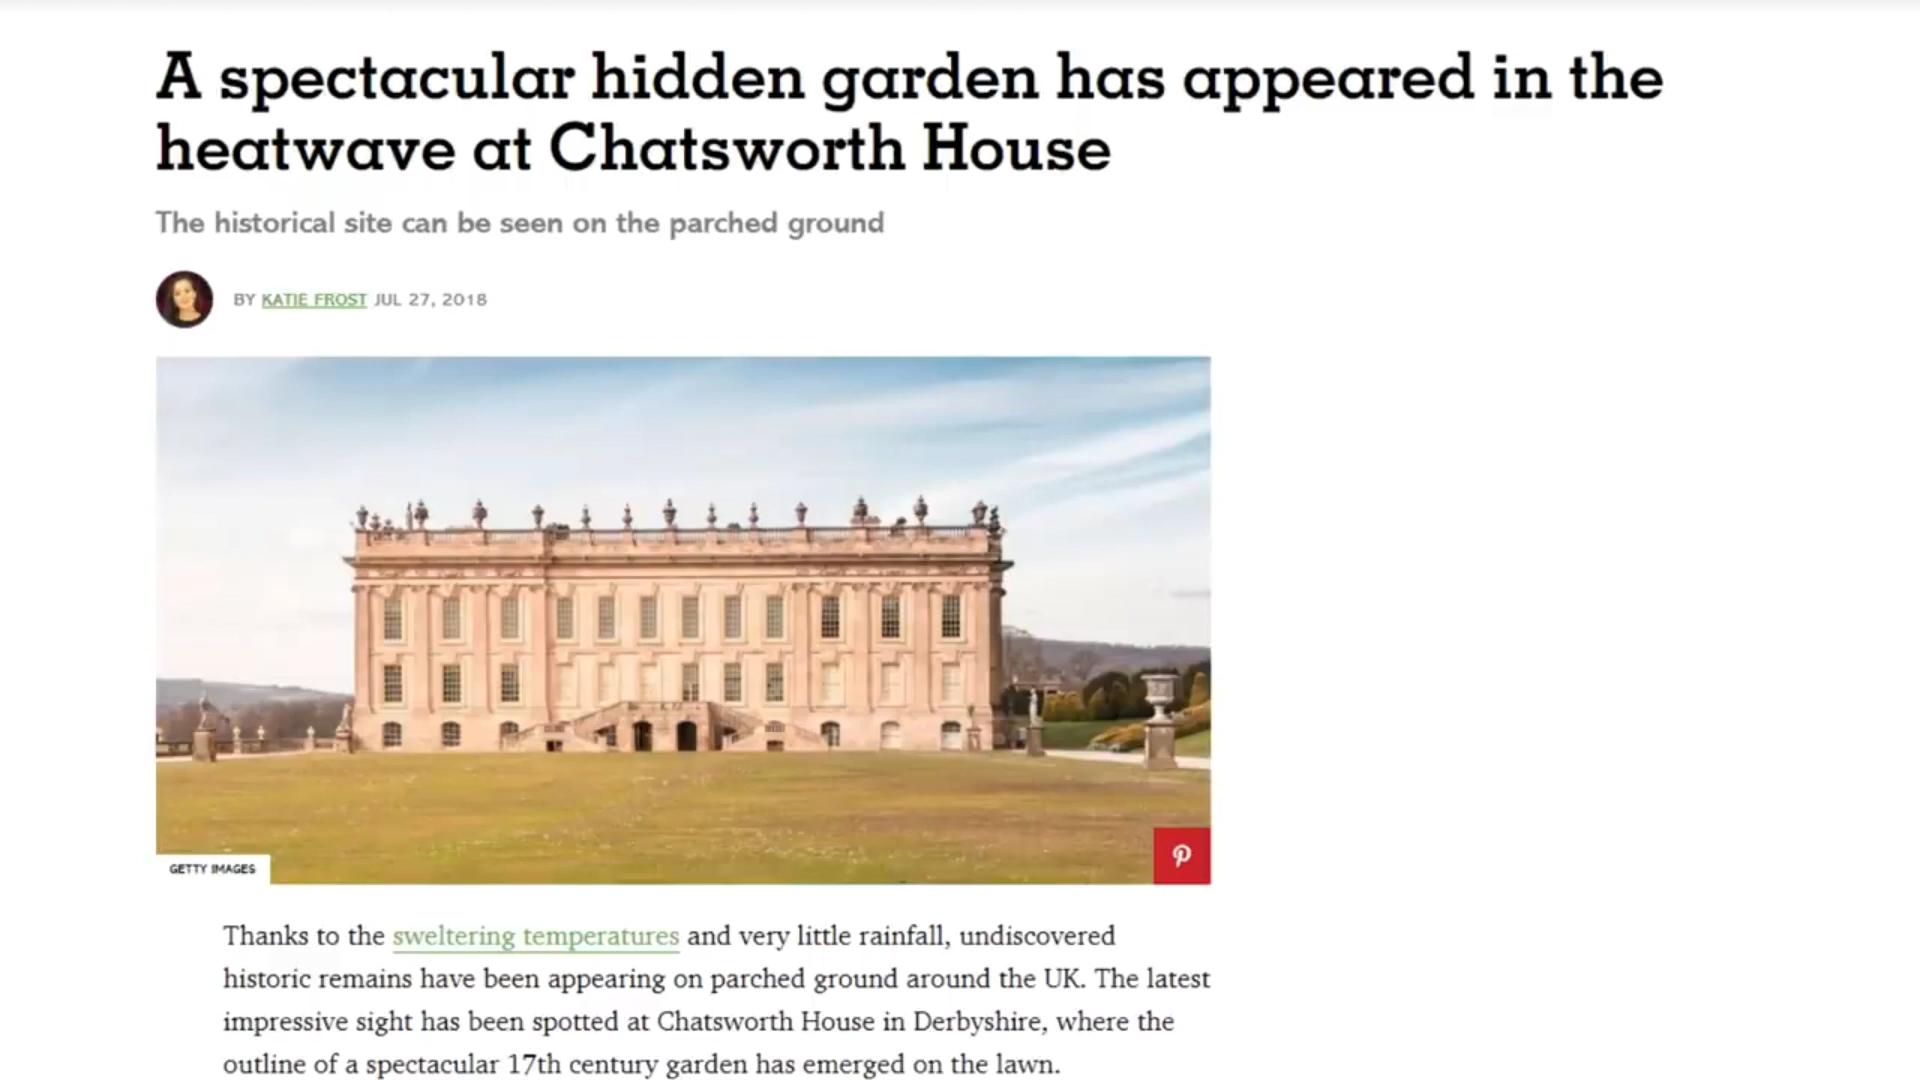 A spectacular hidden garden has appeared in the
heatwave at Chatsworth House
The historical site can be seen on the parched ground
BY KATIE FROST JUL 27, 2018
GETTY IMAGES
Thanks to the sweltering temperatures and very little rainfall, undiscovered
historic remains have been appearing on parched ground around the UK. The latest
impressive sight has been spotted at Chatsworth House in Derbyshire, where the
outline of a spectacular 17th century garden has emerged on the lawn.